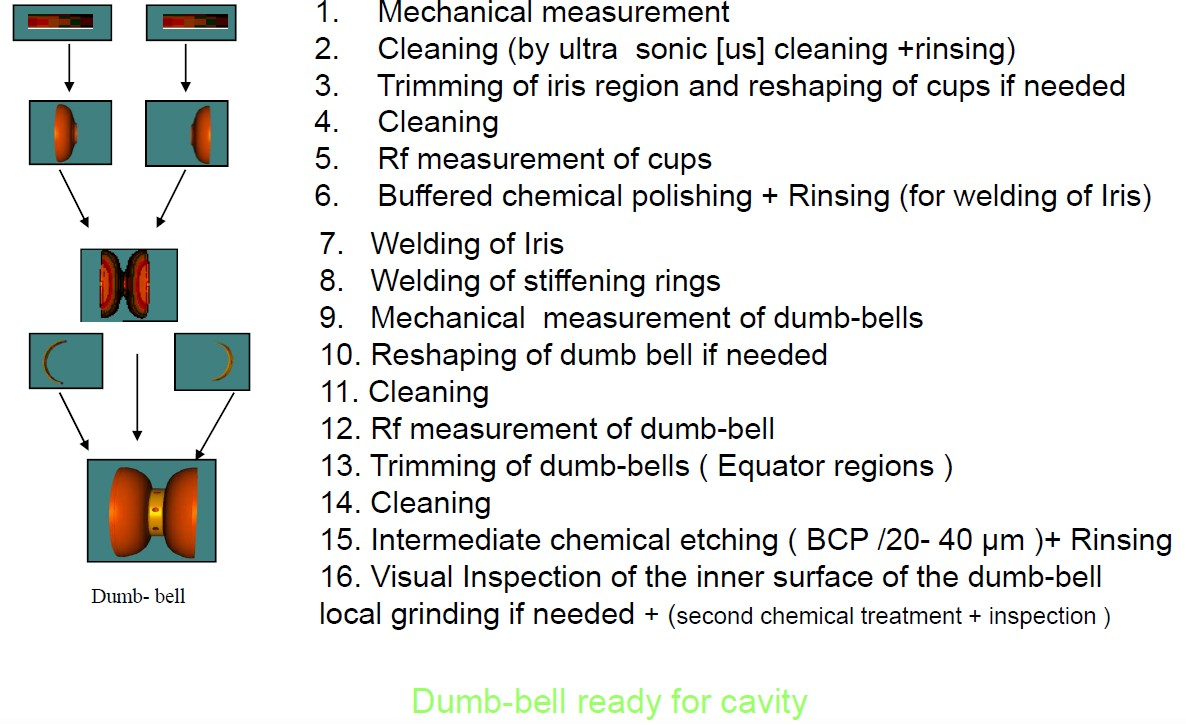 1. Mechanical measurement
2. Cleaning (by ultra sonic [us] cleaning +rinsing)
3. Trimming of iris region and reshaping of cups if needed
4. Cleaning
5. Rf measurement of cups
6. Buffered chemical polishing + Rinsing (for welding of Iris)
7. Welding of Iris
8. Welding of stiffening rings
9. Mechanical measurement of dumb-bells
10. Reshaping of dumb bell if needed
11. Cleaning
12. Rf measurement of dumb-bell
13. Trimming of dumb-bells ( Equator regions )
14. Cleaning
15. Intermediate chemical etching ( BCP /20- 40 µm )+ Rinsing
16. Visual Inspection of the inner surface of the dumb-bell
local grinding if needed + (second chemical treatment + inspection )
Dumb- bell
Dumb-bell ready for cavity